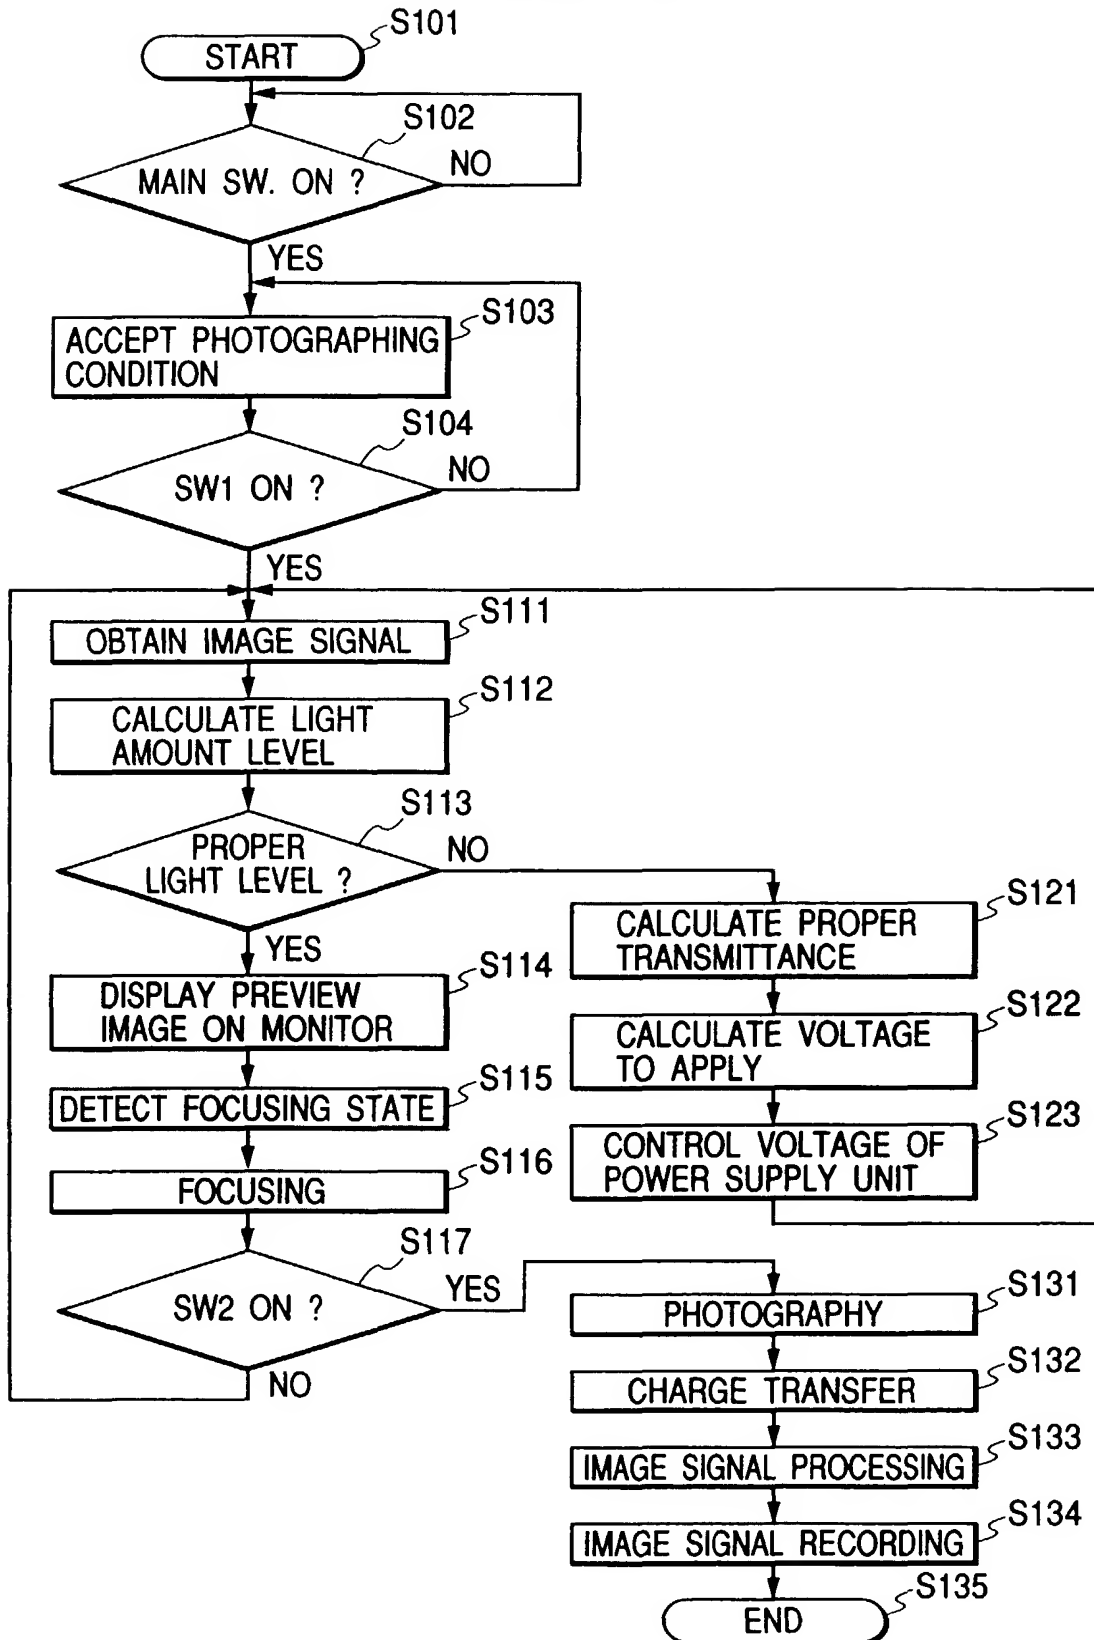 S101
START
S102
MAIN SW. ON ?
NO
YES
S103
ACCEPT PHOTOGRAPHING
CONDITION
S104
SW1 ON ?
NO
YES
S111
OBTAIN IMAGE SIGNAL
S112
CALCULATE LIGHT
AMOUNT LEVEL
S113
PROPER
LIGHT LEVEL ?
NO
YES
S114
DISPLAY PREVIEW
IMAGE ON MONITOR
S115
DETECT FOCUSING STATE
S116
FOCUSING
S117
SW2 ON ?
YES
NO
S121
CALCULATE PROPER
TRANSMITTANCE
S122
CALCULATE VOLTAGE
TO APPLY
S123
CONTROL VOLTAGE OF
POWER SUPPLY UNIT
S131
PHOTOGRAPHY
S132
CHARGE TRANSFER
S133
IMAGE SIGNAL PROCESSING
S134
IMAGE SIGNAL RECORDING
S135
END